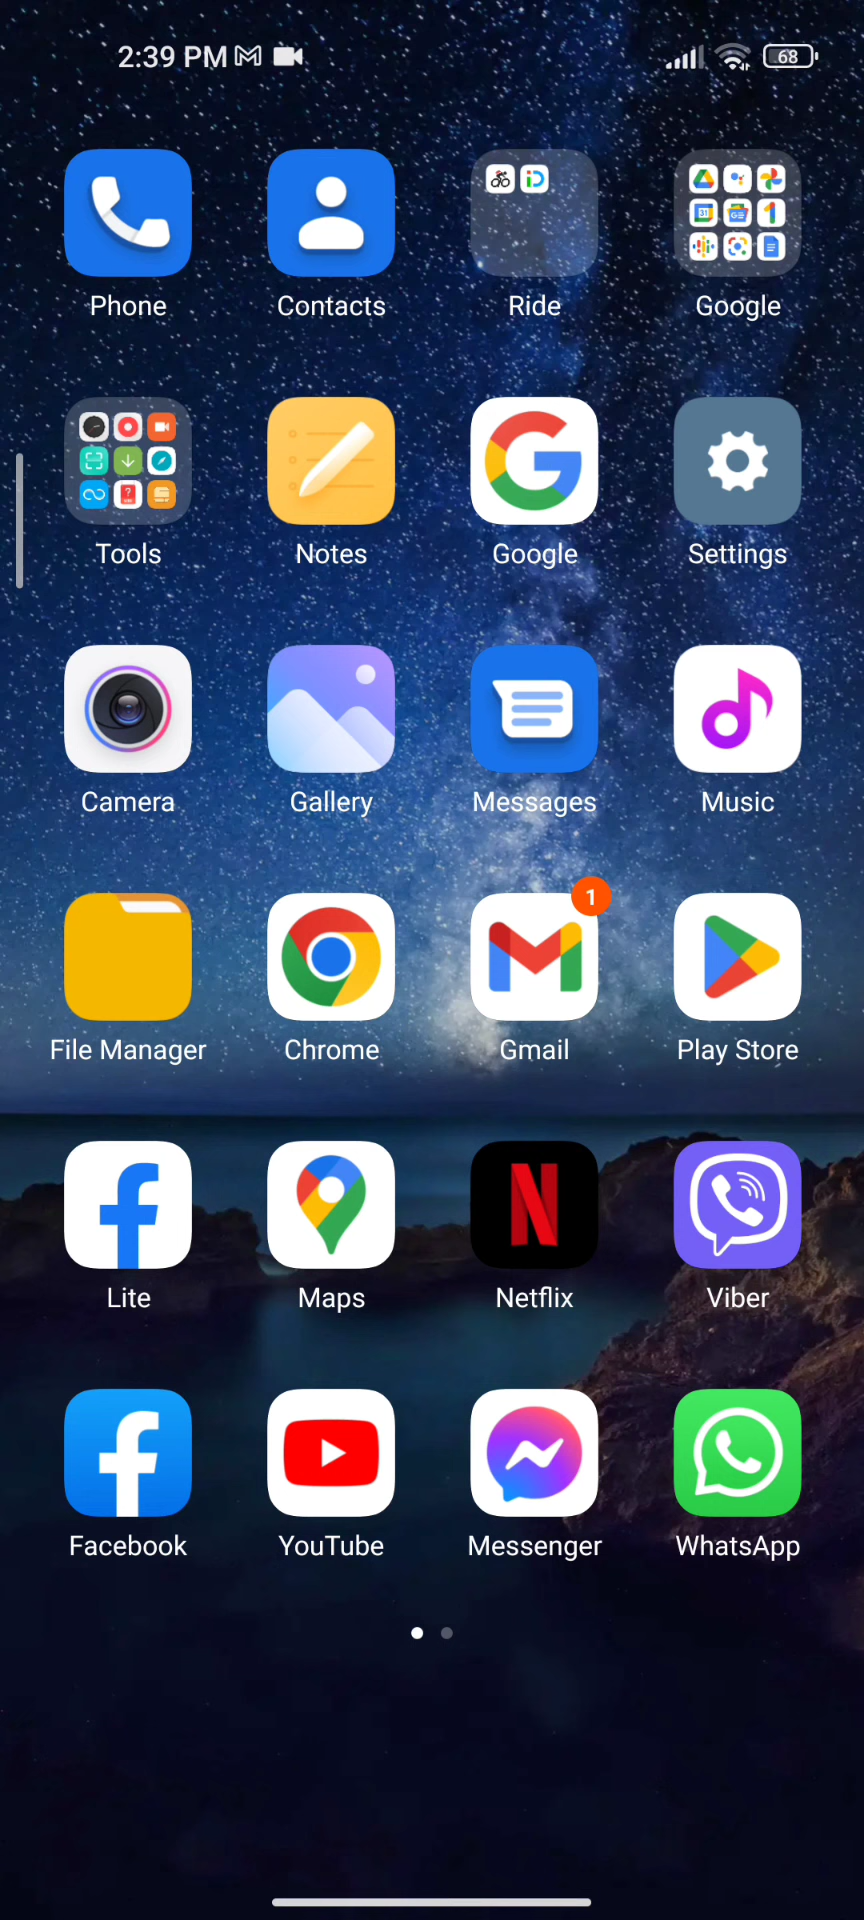 2:39 PM 68
Phone Contacts Ride Google
Tools Notes Google Settings
Camera Gallery Messages Music
1
File Manager Chrome Gmail Play Store
Lite Maps Netflix Viber
Facebook YouTube Messenger WhatsApp